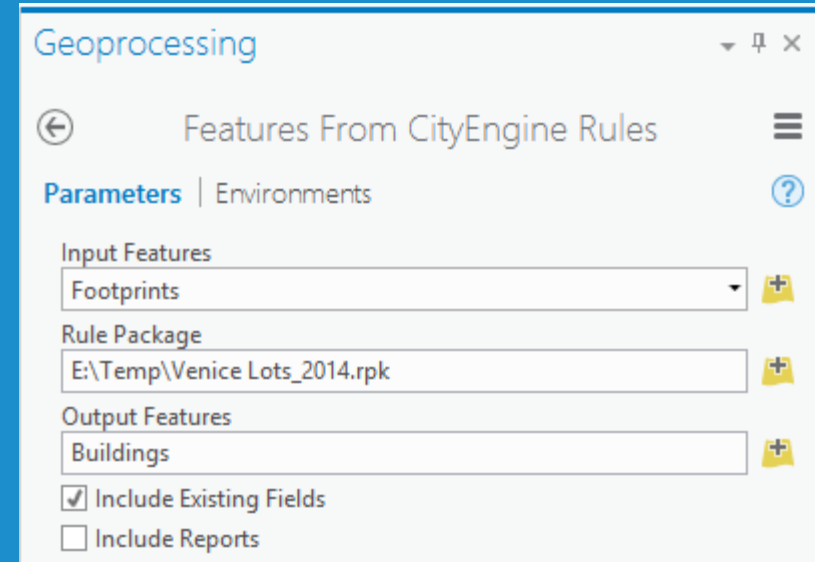 Geoprocessing
Features From CityEngine Rules
Parameters | Environments
Input Features
Footprints
Rule Package
E:\Temp\Venice Lots_2014.rpk
Output Features
Buildings
Include Existing Fields
Include Reports